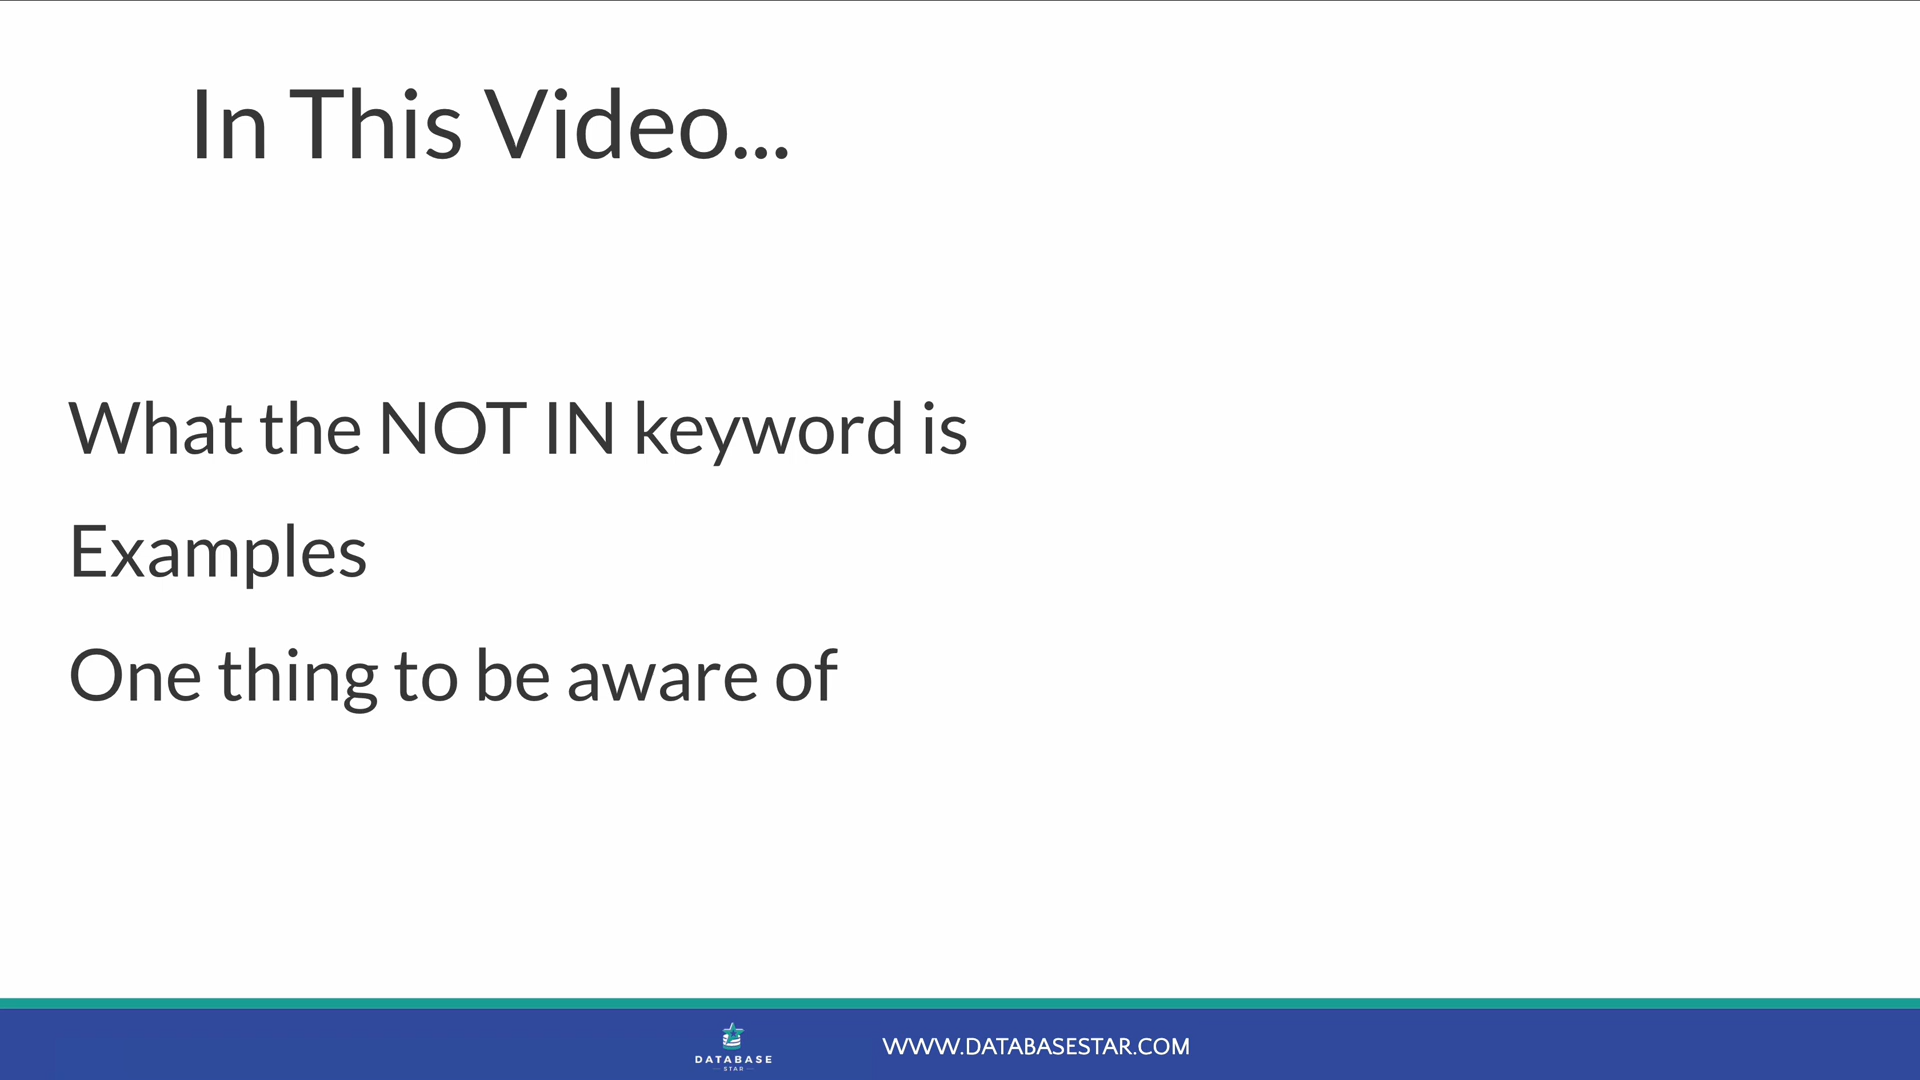 In This Video...
What the NOT IN keyword is
Examples
One thing to be aware of
DATABASE
STAR
WWW.DATABASESTAR.COM